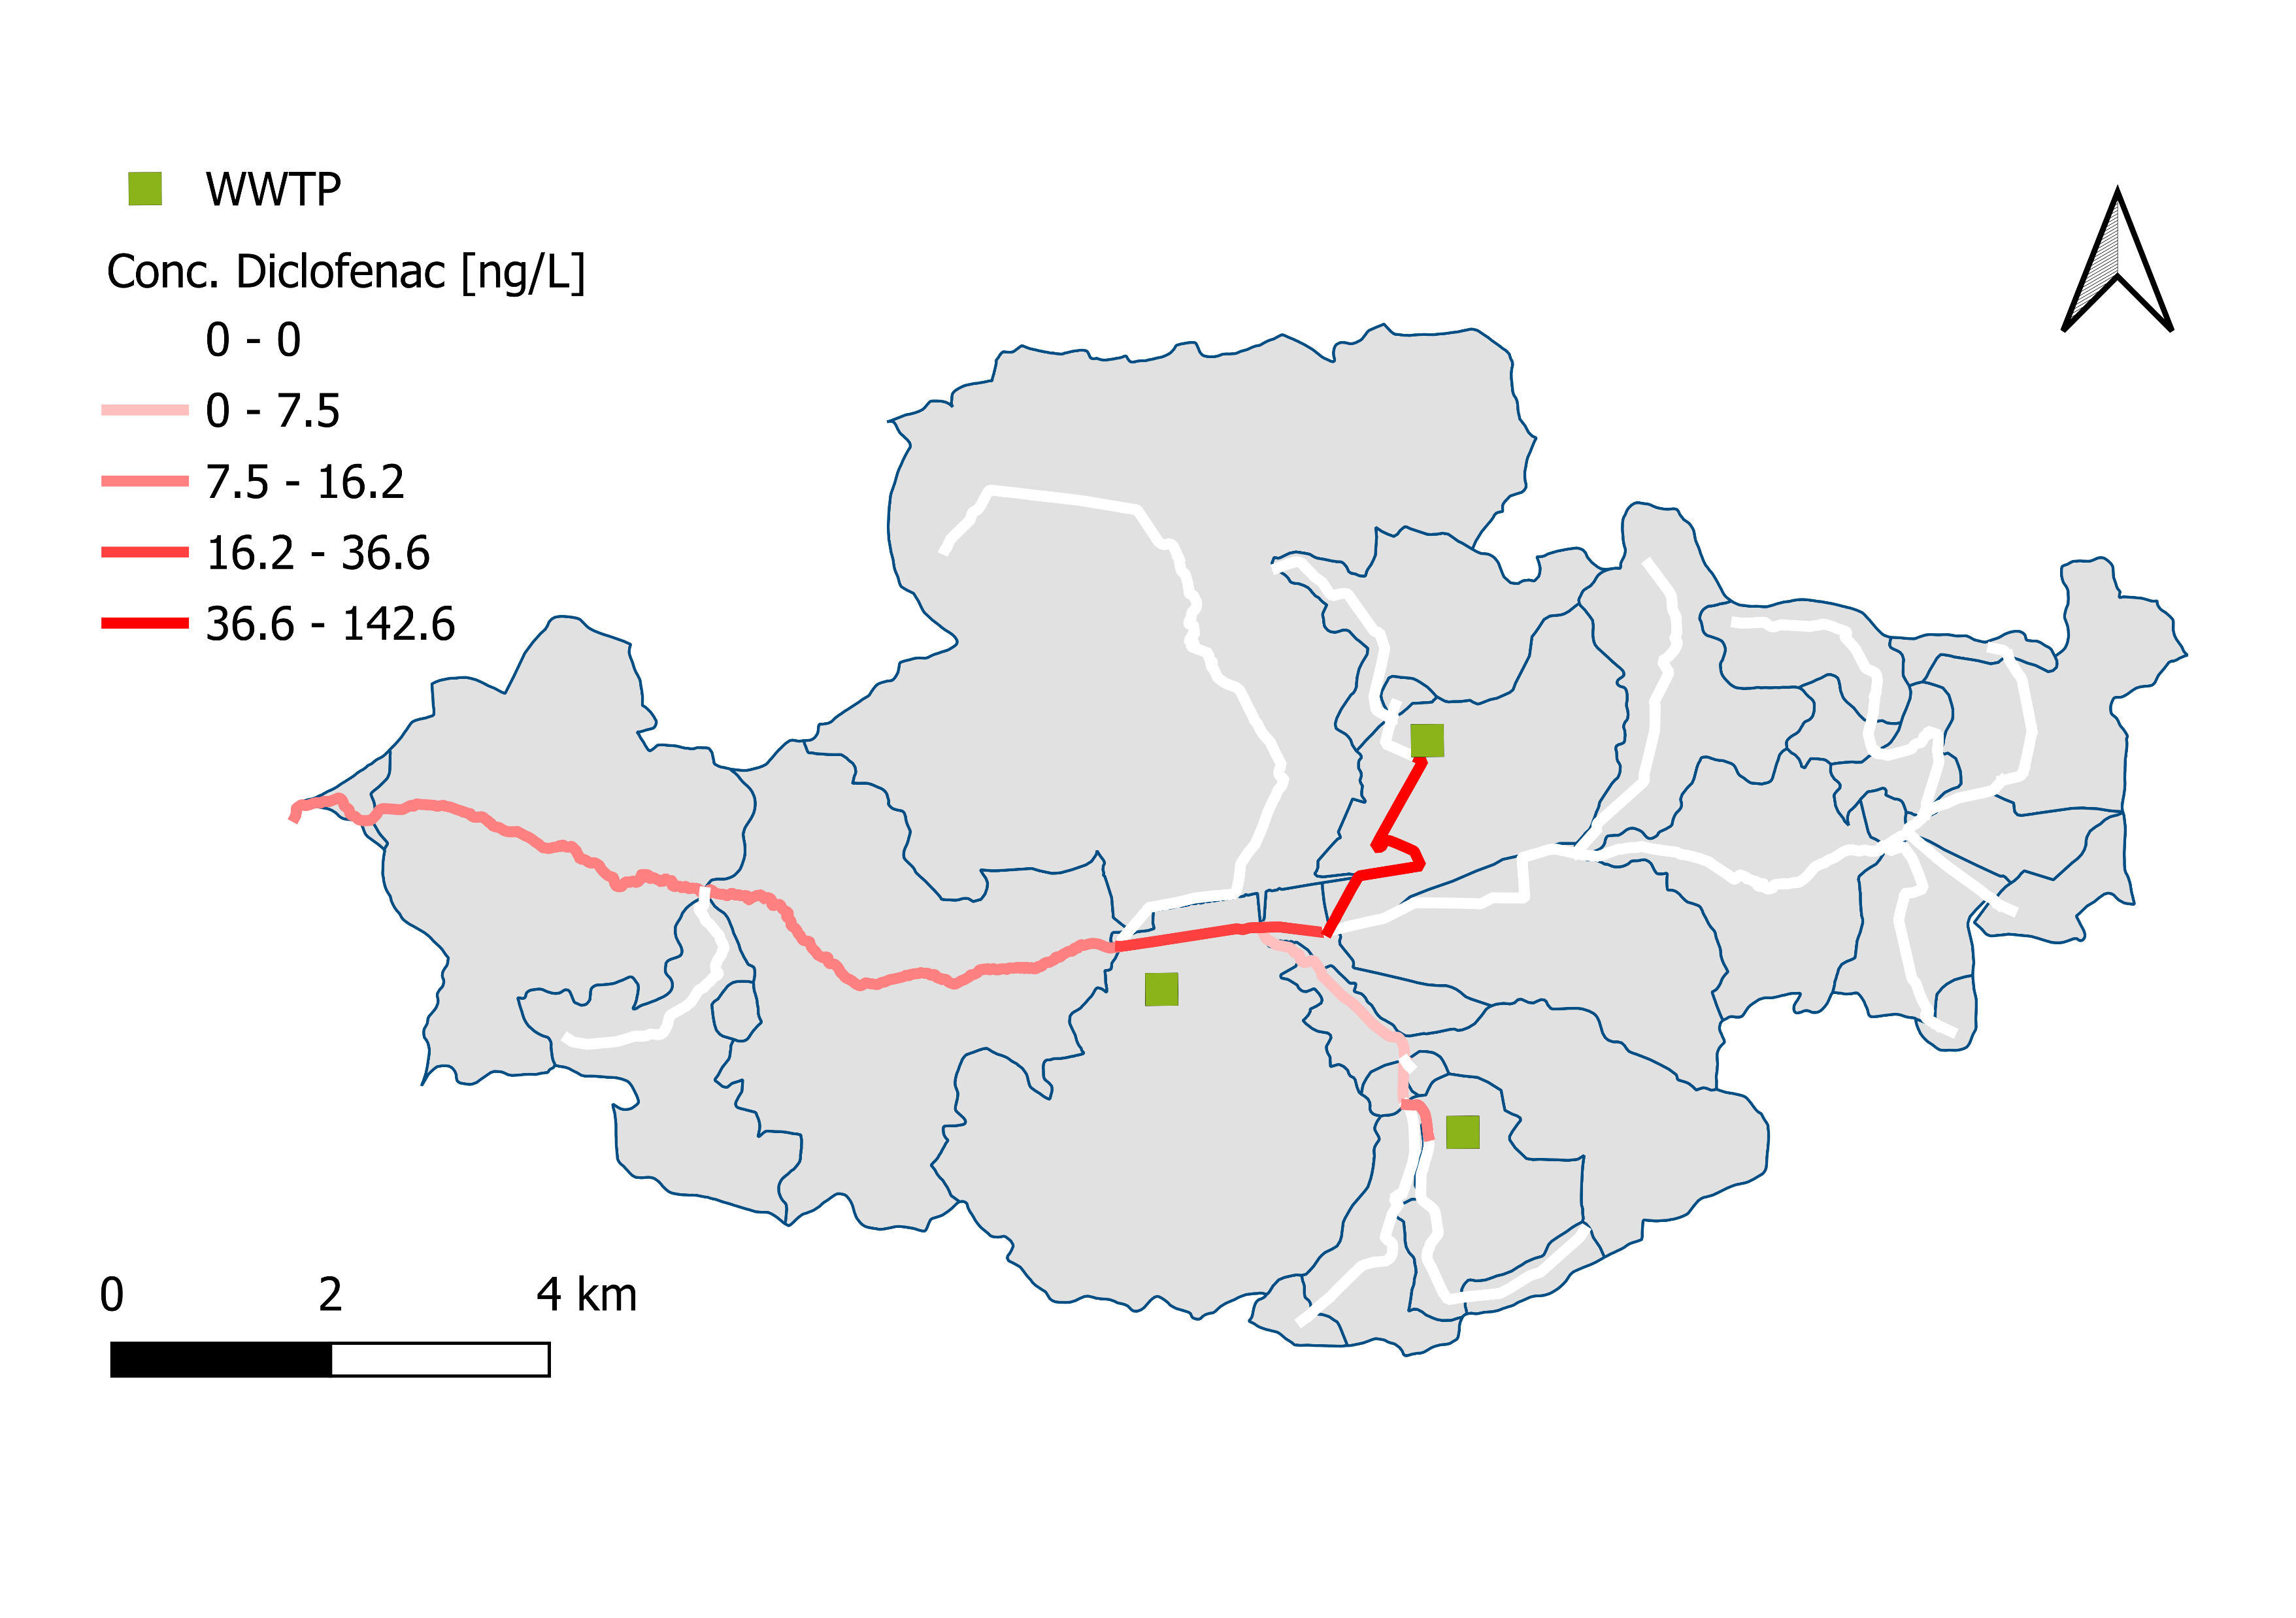 WWTP
Conc. Diclofenac [ng/L]
0 - 0
0 - 7.5
7.5 - 16.2
16.2 - 36.6
36.6 - 142.6
0 2 4 km